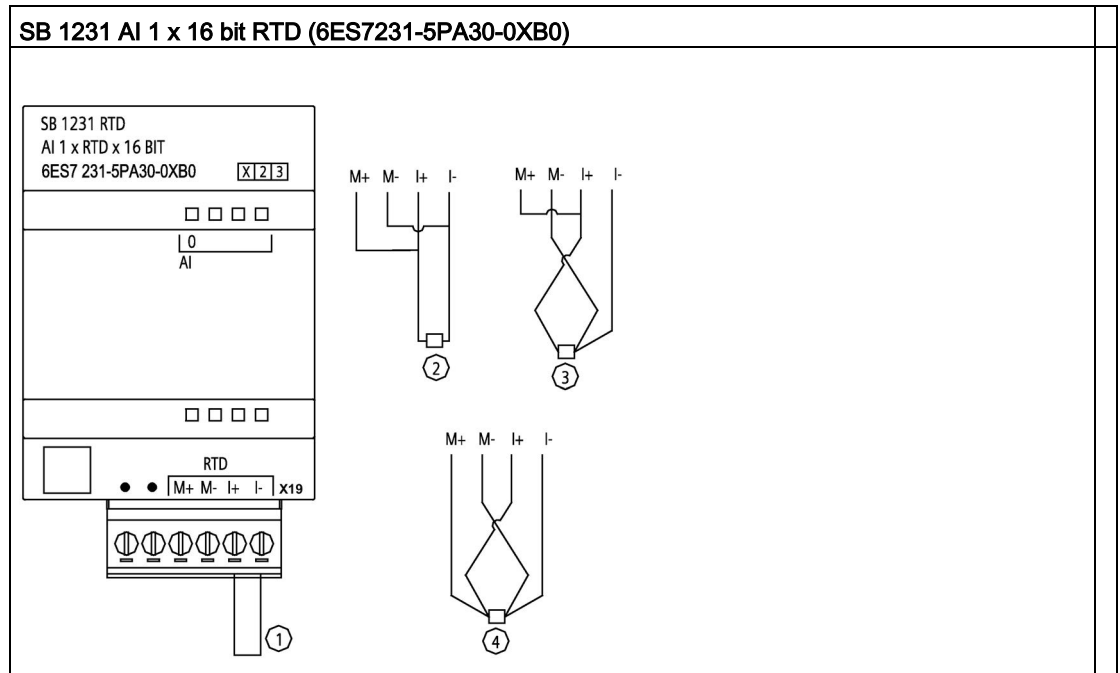 SB 1231 AI 1 x 16 bit RTD (6ES7231-5PA30-0XB0)
SB 1231 RTD
AI 1 x RTD x 16 BIT
6ES7 231-5PA30-0XB0 X 2 3
0
AI
M+ M- I+ I-
2
M+ M- I+ I-
3
RTD
M+ M- I+ I- X19
1
M+ M- I+ I-
4